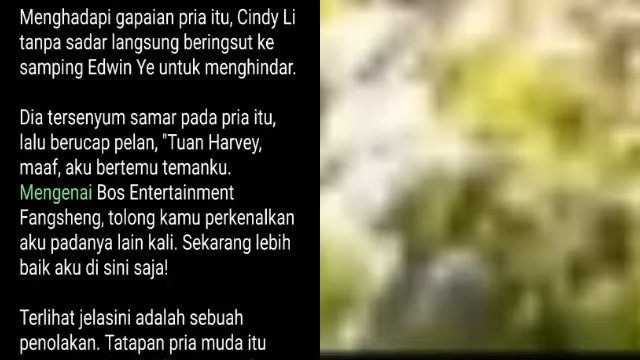 Menghadapi gapaian pria itu, Cindy Li
tanpa sadar langsung beringsut ke
samping Edwin Ye untuk menghindar.
Dia tersenyum samar pada pria itu,
lalu berucap pelan, "Tuan Harvey,
maaf, aku bertemu temanku.
Mengenai Bos Entertainment
Fangsheng, tolong kamu perkenalkan
aku padanya lain kali. Sekarang lebih
baik aku di sini saja!
Terlihat jelasini adalah sebuah
penolakan. Tatapan pria muda itu